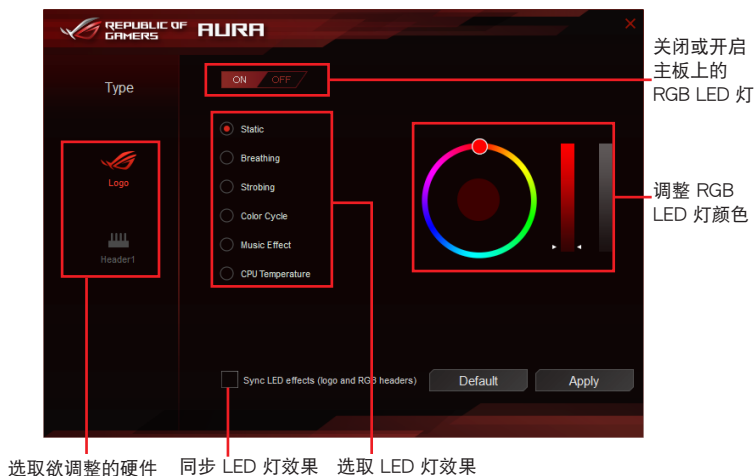 REPUBLIC OF
GAMERS
AURA
Type
ON
OFF
Logo
Header1
Static
Breathing
Strobing
Color Cycle
Music Effect
CPU Temperature
Sync LED effects (logo and RGB headers)
Default
Apply
关闭或开启
主板上的
RGB LED 灯
调整 RGB
LED 灯颜色
选取欲调整的硬件
同步 LED 灯效果
选取 LED 灯效果